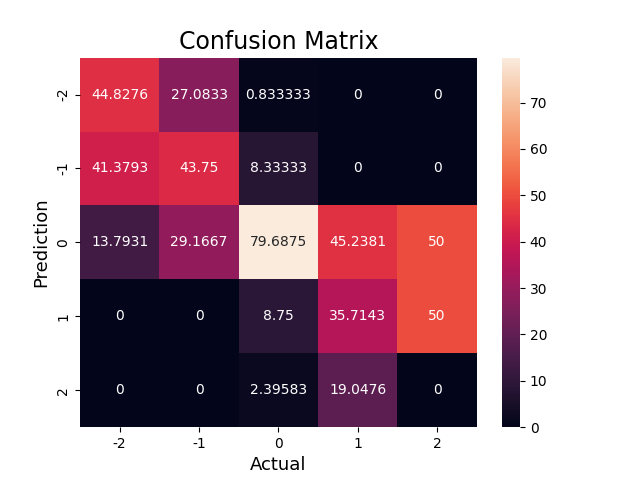 Confusion Matrix
Prediction
-2 44.8276 27.0833 0.833333 0 0
-1 41.3793 43.75 8.33333 0 0
0 13.7931 29.1667 79.6875 45.2381 50
1 0 0 8.75 35.7143 50
2 0 0 2.39583 19.0476 0
-2 -1 0 1 2
Actual
70
60
50
40
30
20
10
0